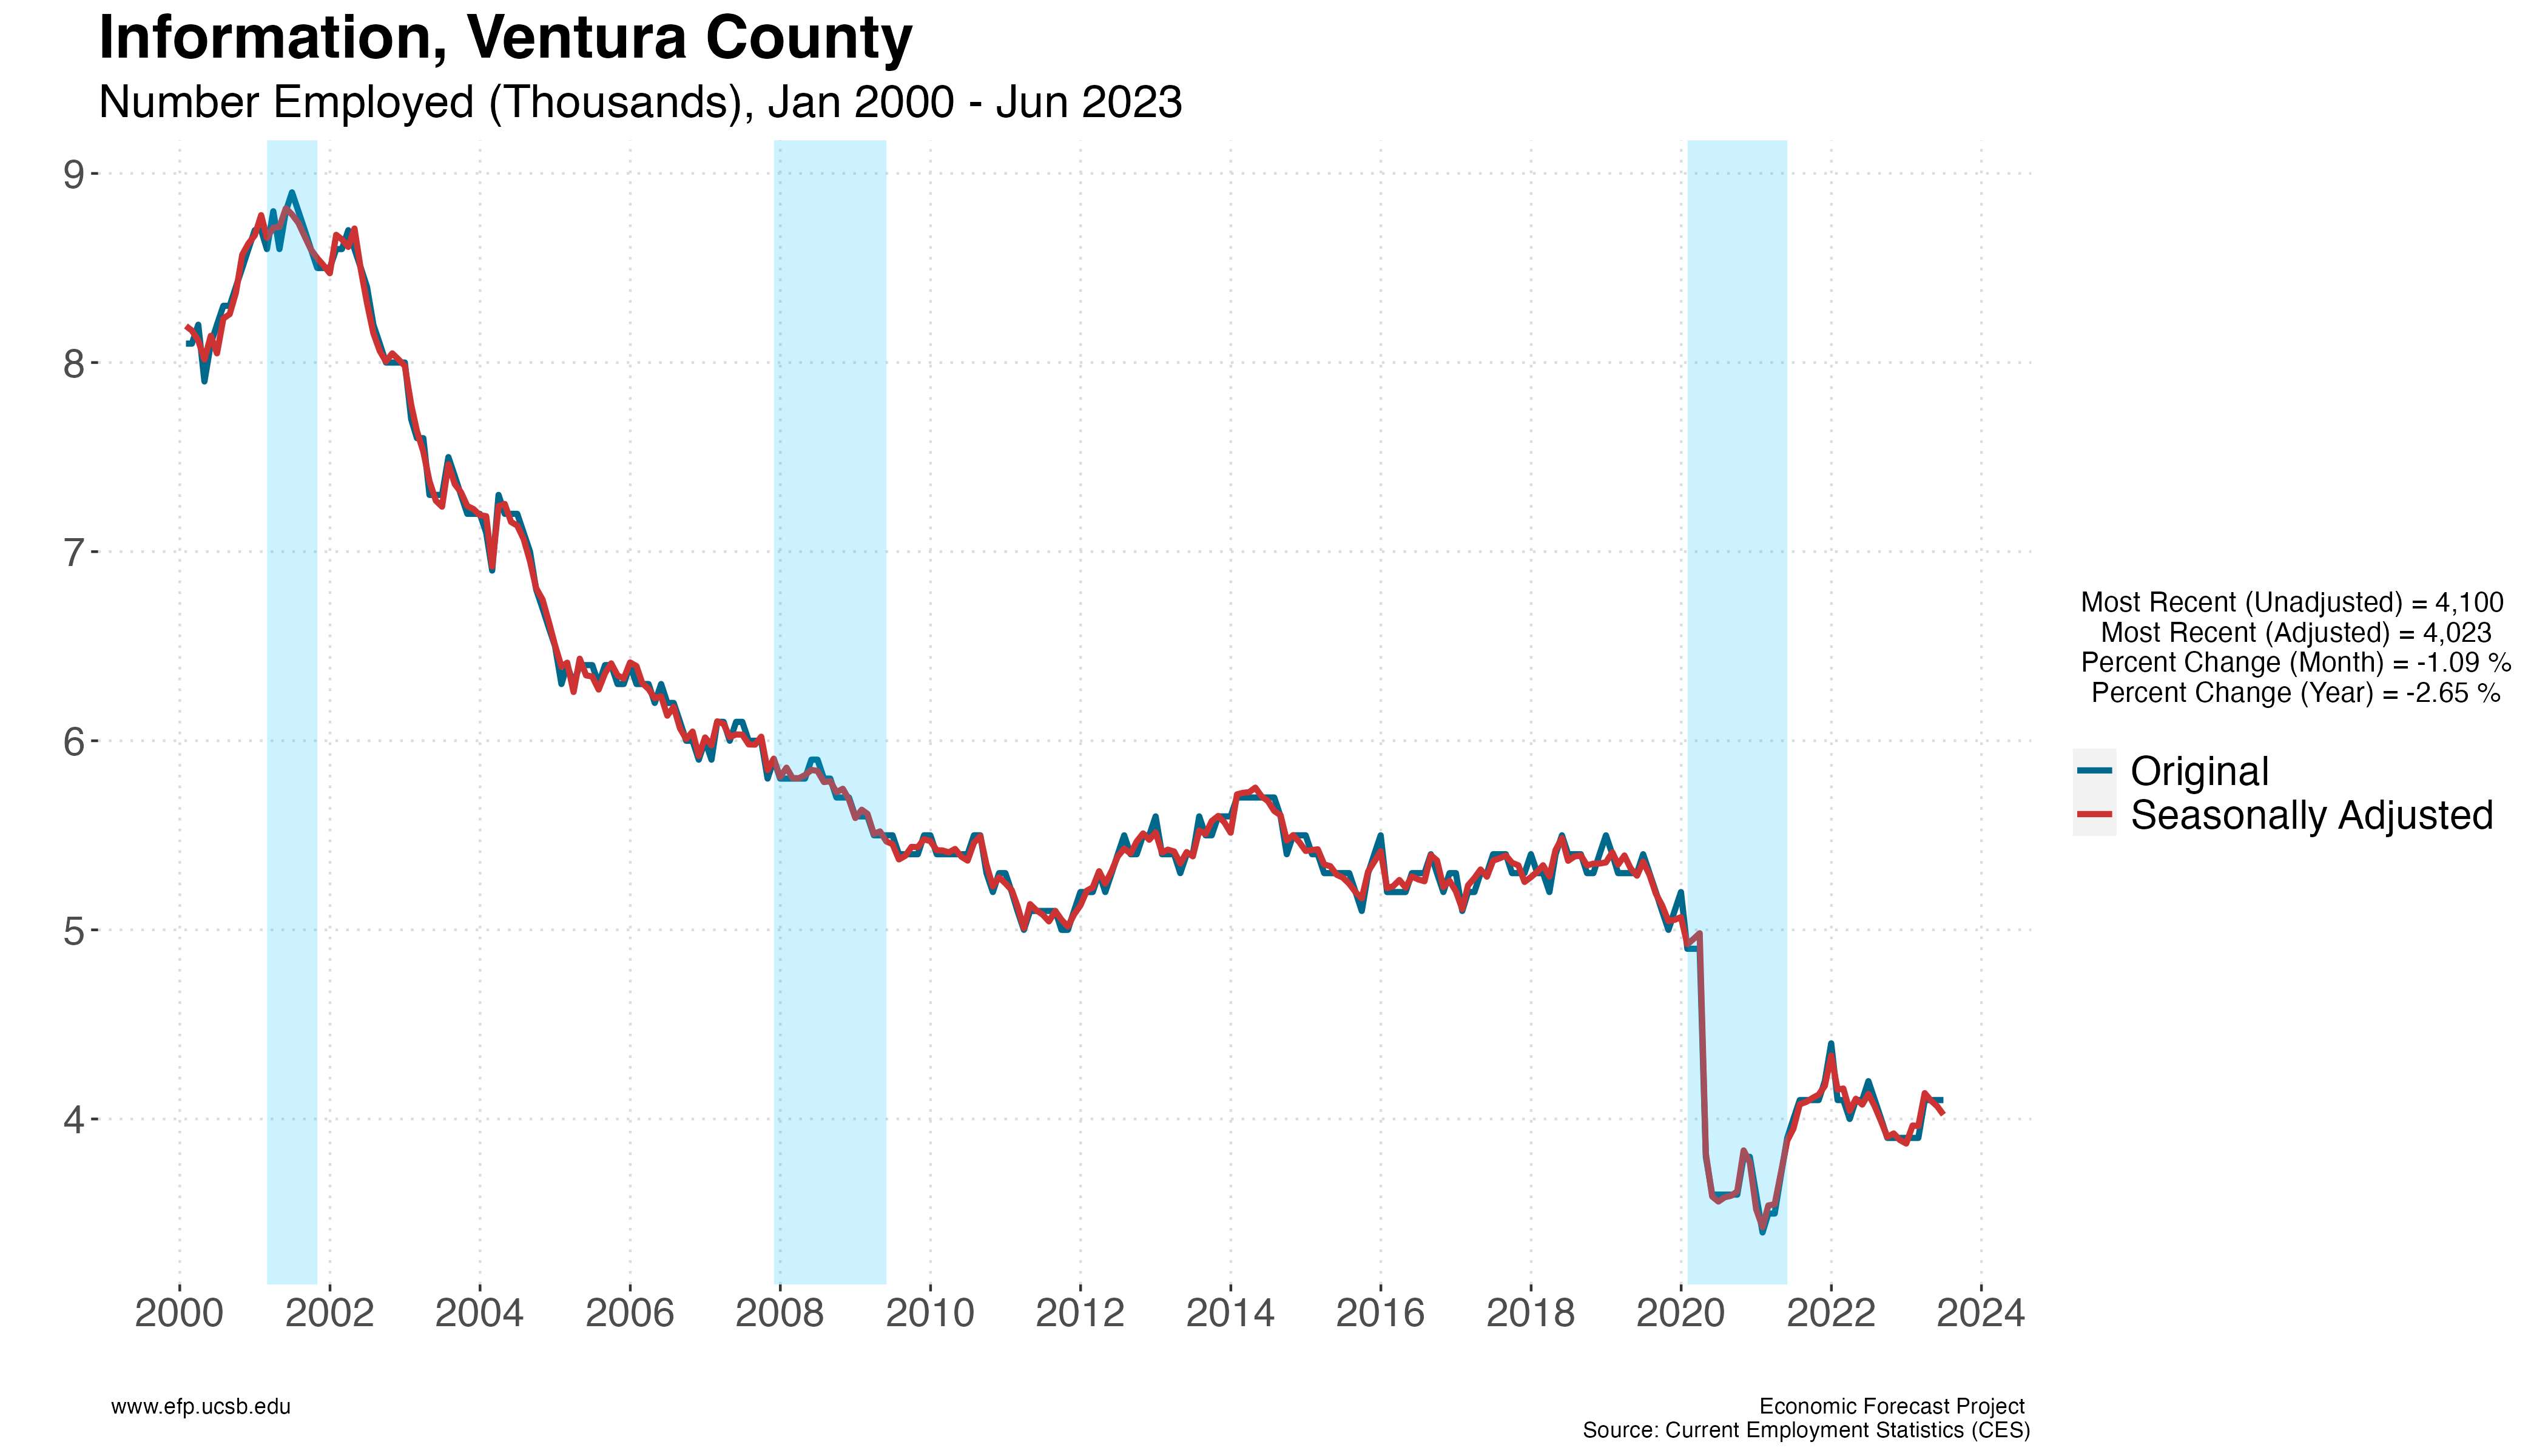 Information, Ventura County
Number Employed (Thousands), Jan 2000 - Jun 2023
9
8
7
6
5
4
2000 2002 2004 2006 2008 2010 2012 2014 2016 2018 2020 2022 2024
Most Recent (Unadjusted) = 4,100
Most Recent (Adjusted) = 4,023
Percent Change (Month) = -1.09 %
Percent Change (Year) = -2.65 %
Original
Seasonally Adjusted
www.efp.ucsb.edu
Economic Forecast Project
Source: Current Employment Statistics (CES)